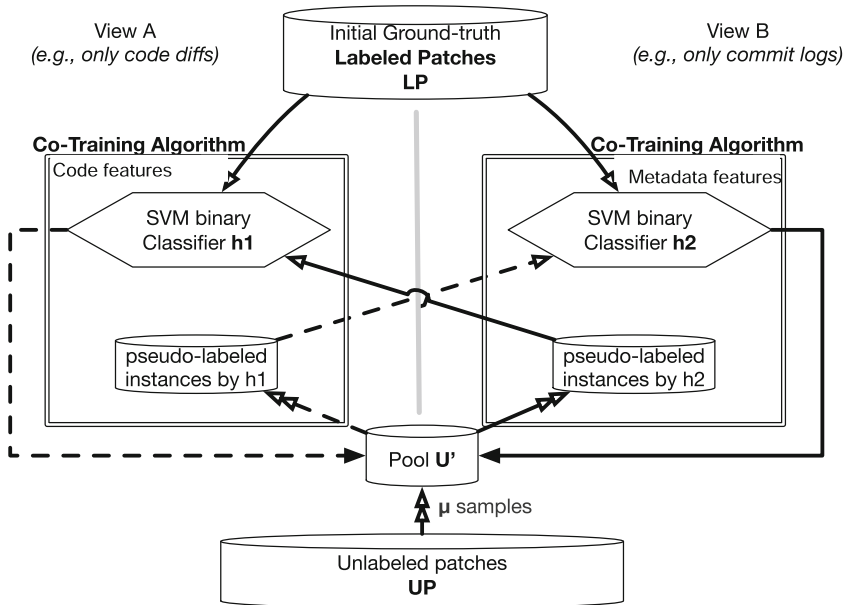 View A
(e.g., only code diffs)
Initial Ground-truth
Labeled Patches
LP
View B
(e.g., only commit logs)
Co-Training Algorithm
Code features
SVM binary
Classifier h1
pseudo-labeled
instances by h1
Co-Training Algorithm
Metadata features
SVM binary
Classifier h2
pseudo-labeled
instances by h2
Pool U'
µ samples
Unlabeled patches
UP